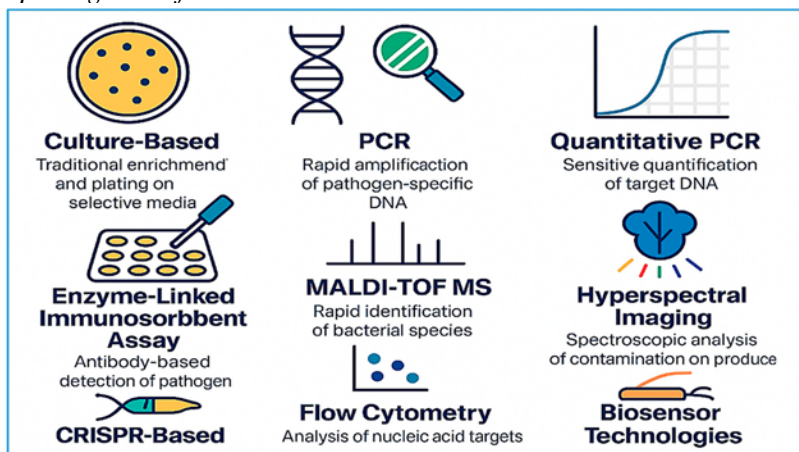 Culture-Based
Traditional enrichmend
and plating on
selective media
PCR
Rapid amplificaction
of pathogen-specific
DNA
Quantitative PCR
Sensitive quantification
of target DNA
Enzyme-Linked
Immunosorbbent
Assay
Antibody-based
detection of pathogen
MALDI-TOF MS
Rapid identification
of bacterial species
Hyperspectral
Imaging
Spectroscopic analysis
of contamination on produce
CRISPR-Based
Flow Cytometry
Analysis of nucleic acid targets
Biosensor
Technologies